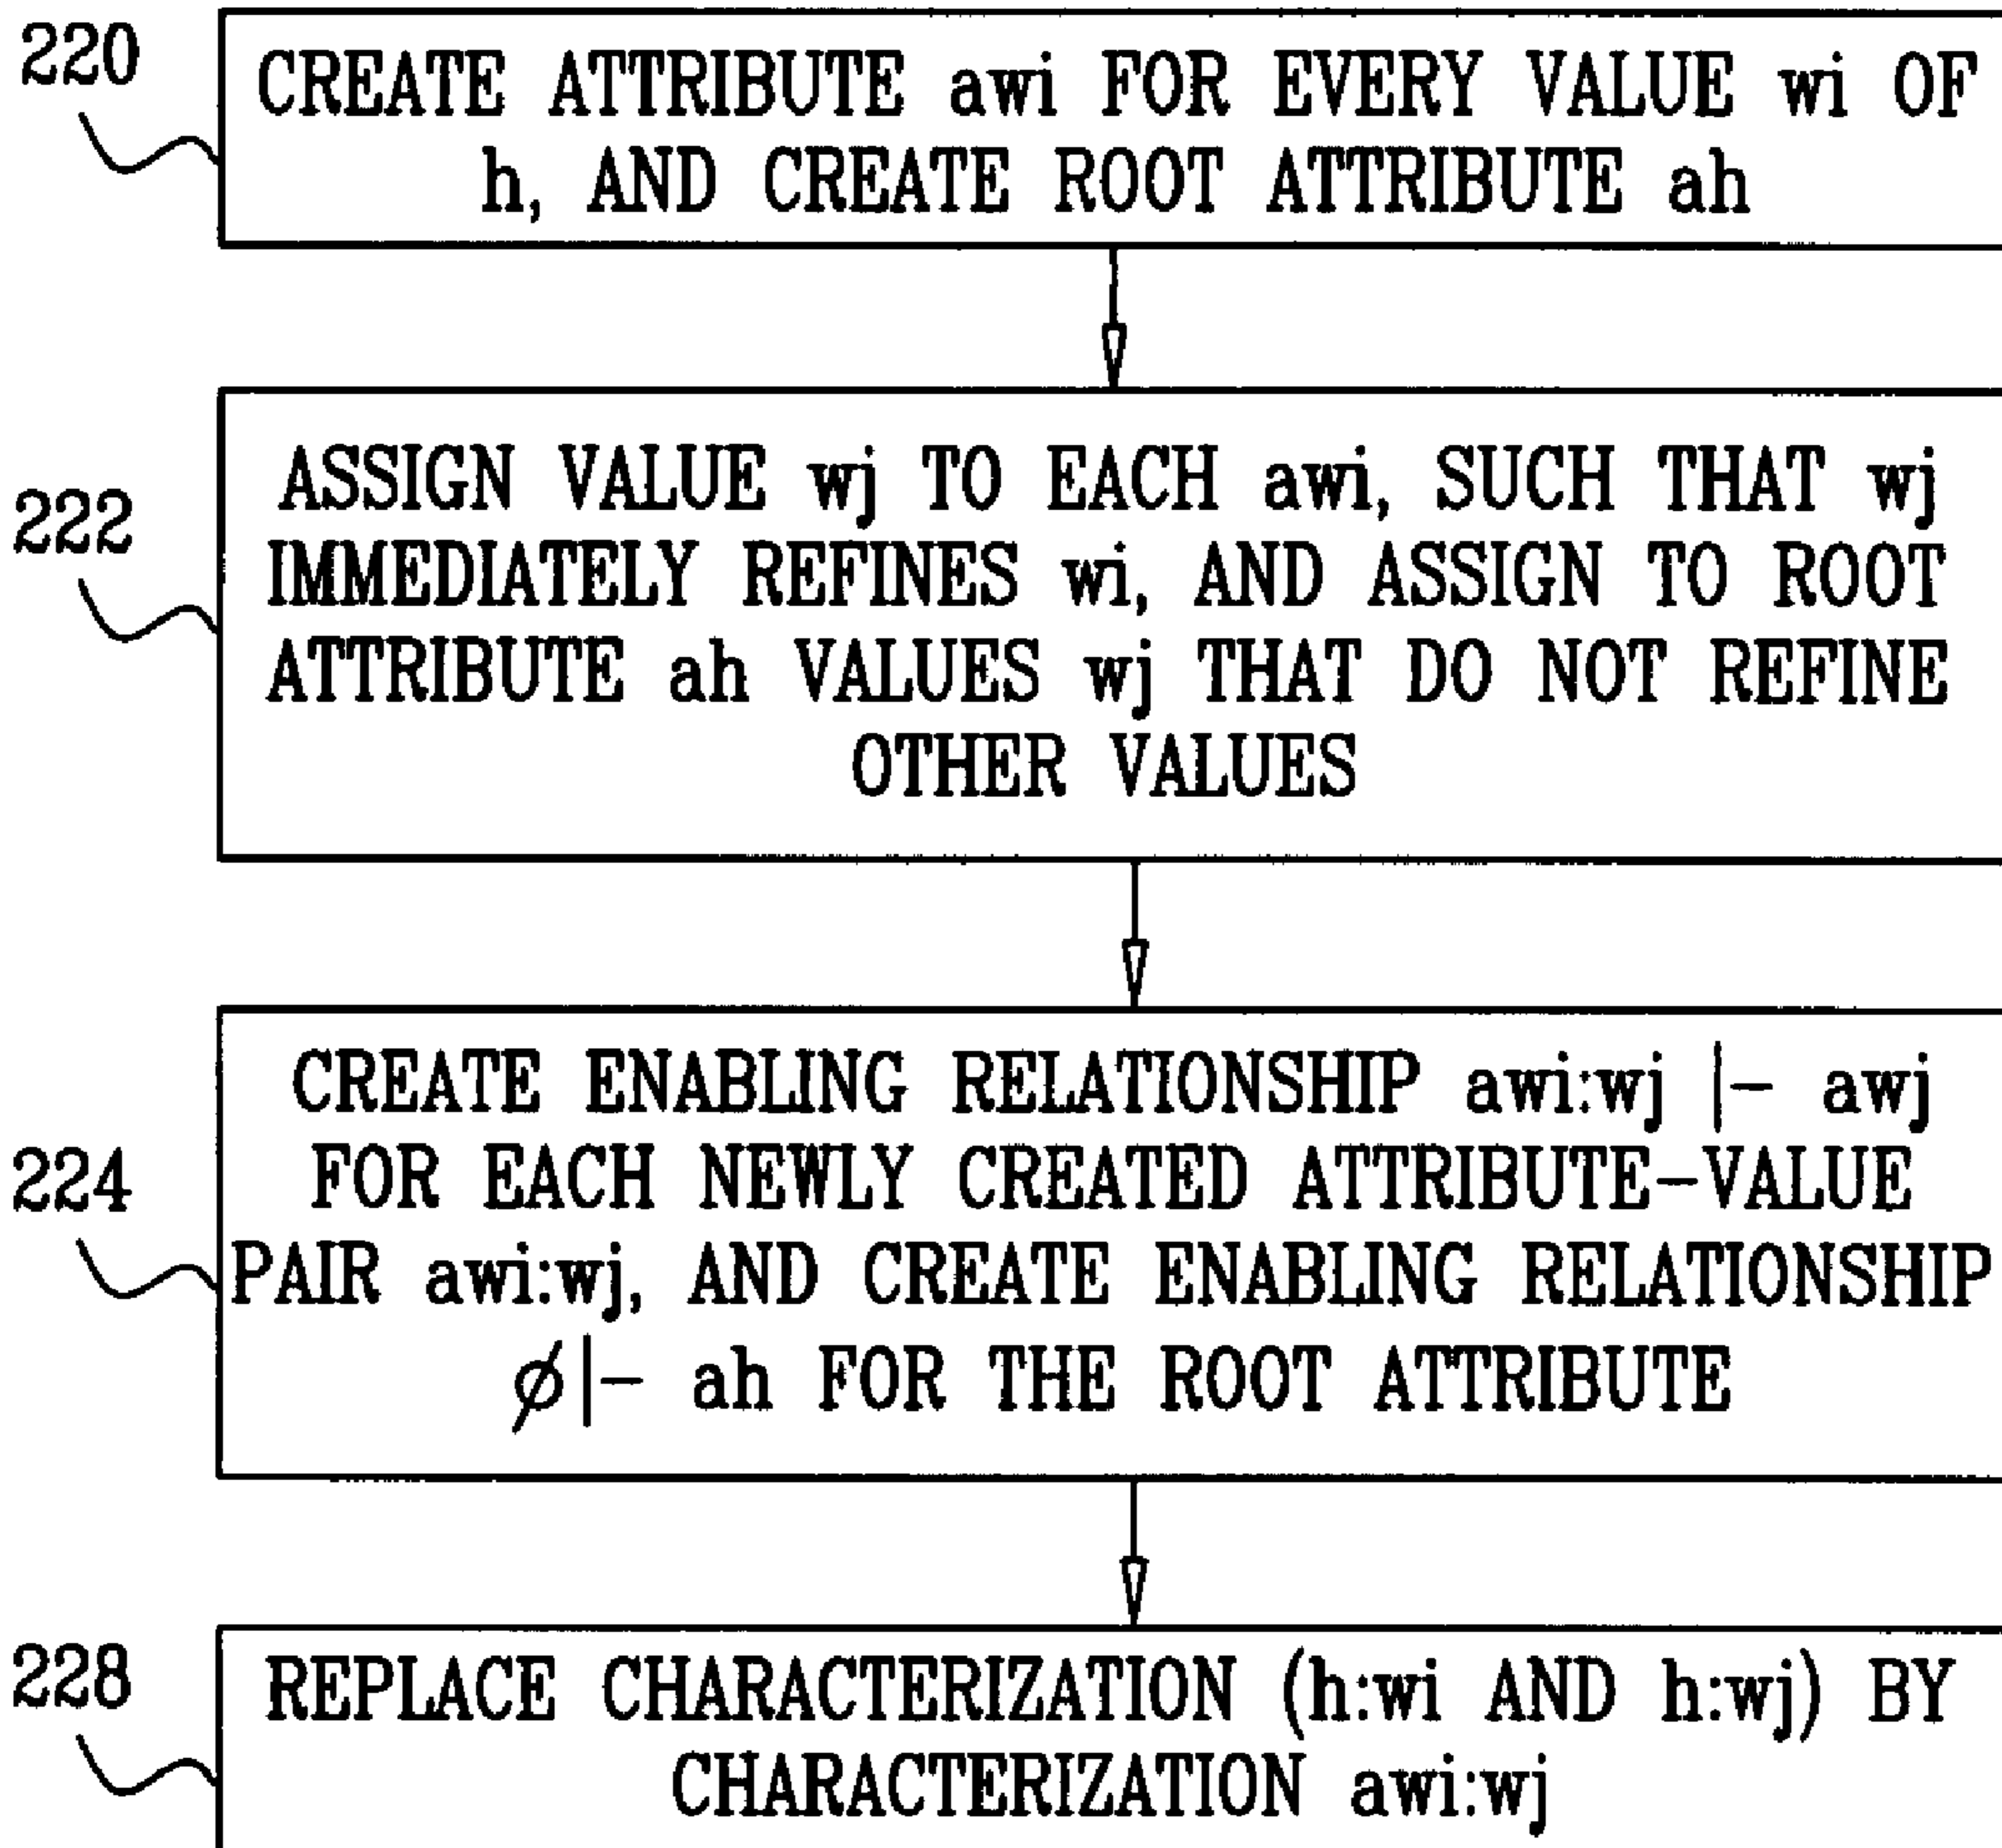 220
CREATE ATTRIBUTE awi FOR EVERY VALUE wi OF
h, AND CREATE ROOT ATTRIBUTE ah
222
ASSIGN VALUE wj TO EACH awi, SUCH THAT wj
IMMEDIATELY REFINES wi, AND ASSIGN TO ROOT
ATTRIBUTE ah VALUES wj THAT DO NOT REFINE
OTHER VALUES
224
CREATE ENABLING RELATIONSHIP awi:wj |- awj
FOR EACH NEWLY CREATED ATTRIBUTE-VALUE
PAIR awi:wj, AND CREATE ENABLING RELATIONSHIP
ϕ|- ah FOR THE ROOT ATTRIBUTE
228
REPLACE CHARACTERIZATION (h:wi AND h:wj) BY
CHARACTERIZATION awi:wj